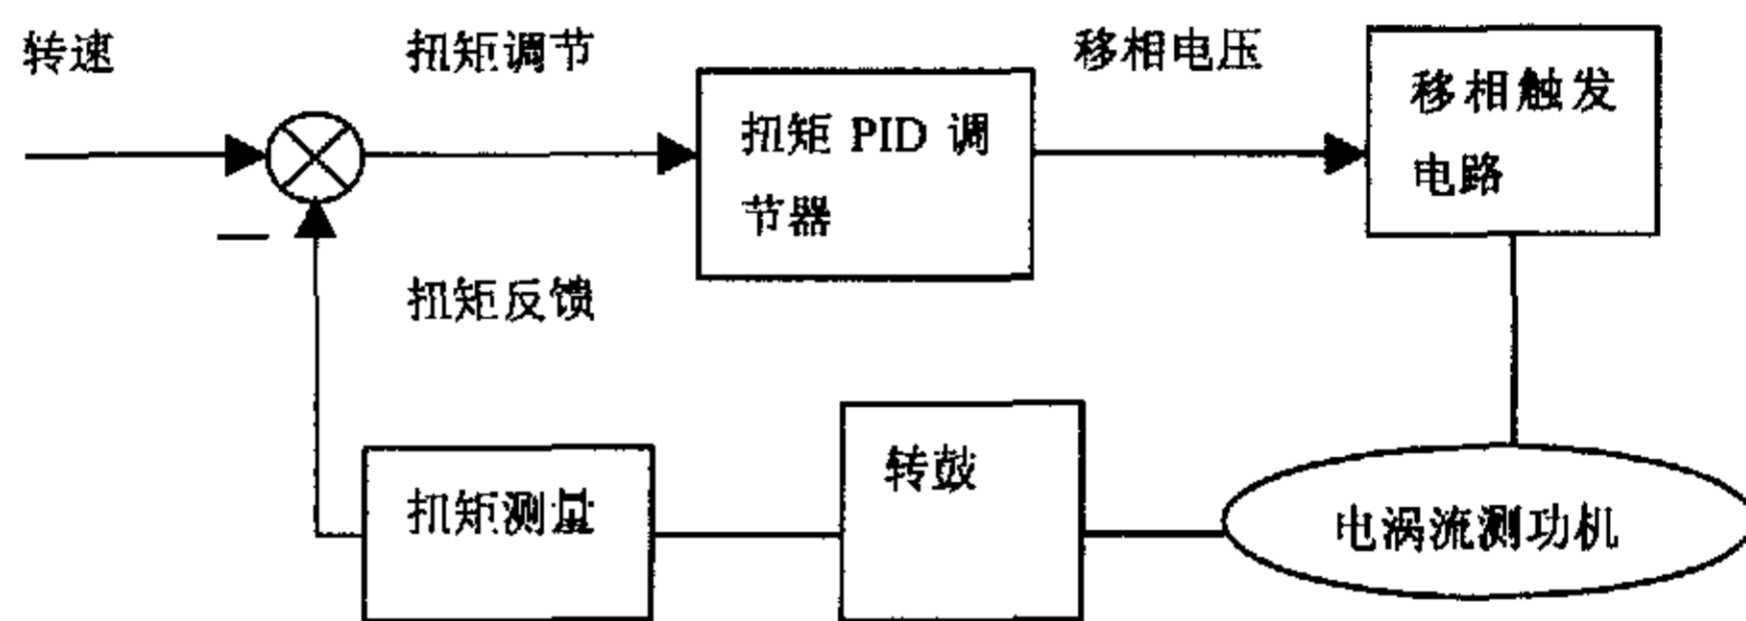 转速
扭矩调节
移相电压
扭矩 PID 调
节器
移相触发
电路
扭矩反馈
扭矩测量
转鼓
电涡流测功机